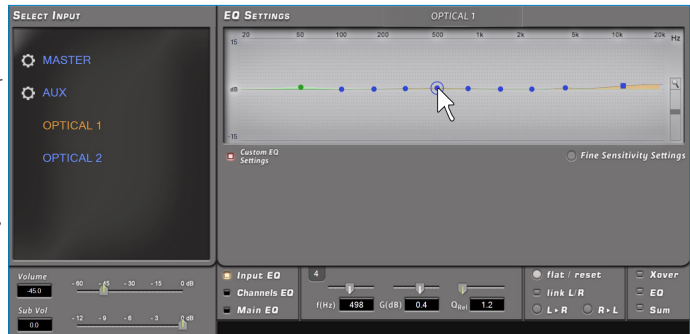 SELECT INPUT
MASTER
AUX
OPTICAL 1
OPTICAL 2
EQ SETTINGS OPTICAL 1
20 50 100 200 500 1k 2k 5k 10k 20k Hz
15
dB
-15
Custom EQ Settings
Fine Sensitivity Settings
Volume
-60 -45 -30 -15 0 dB
-45.0
Sub Vol
-12 -9 -6 -3 0 dB
0.0
Input EQ
Channels EQ
Main EQ
4
f(Hz) 498 G(dB) 0.4 QRel 1.2
flat / reset
link L/R
L▸R R▸L
Xover
EQ
Sum